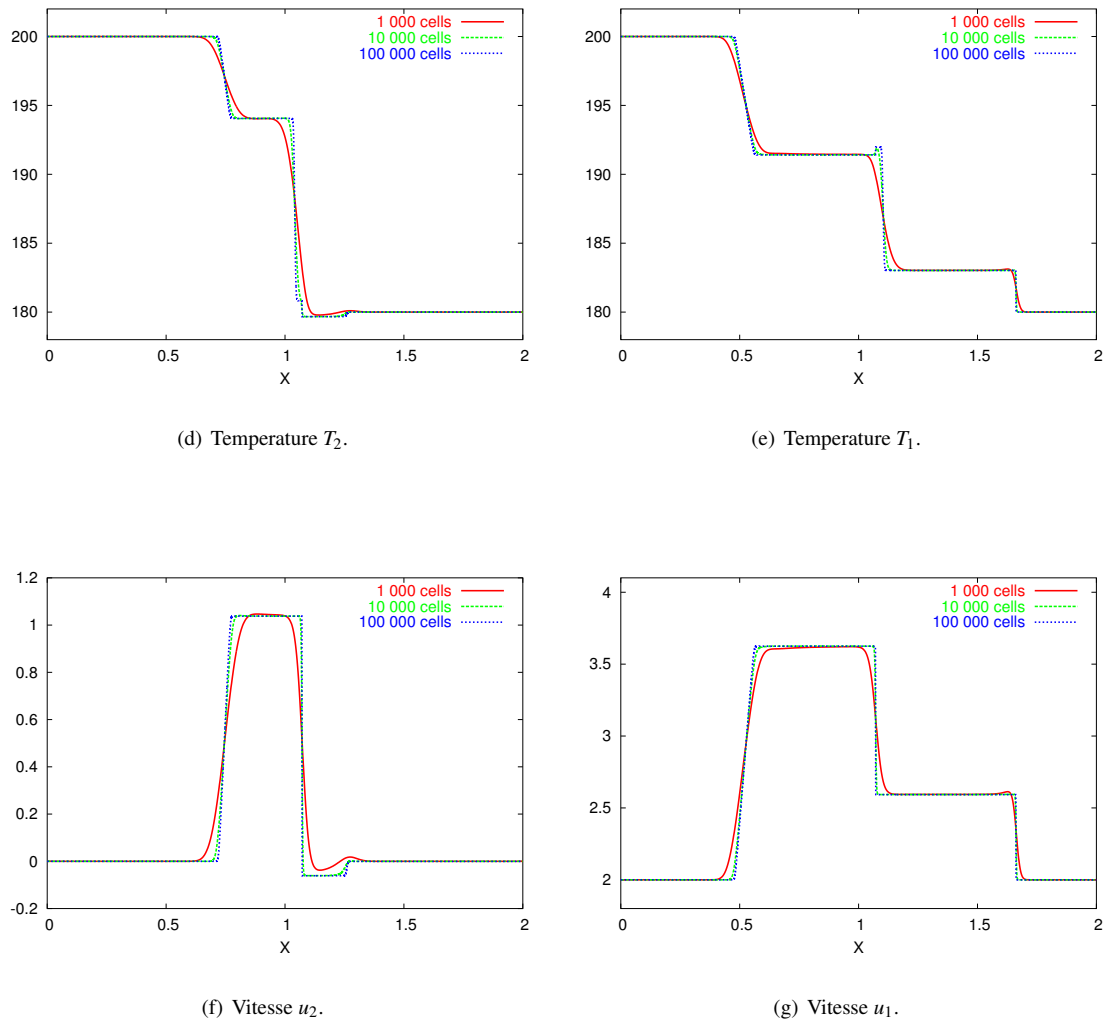 1 000 cells
10 000 cells
100 000 cells
200
195
190
185
180
0
0.5
1
1.5
2
X
(d) Temperature T2.
1 000 cells
10 000 cells
100 000 cells
200
195
190
185
180
0
0.5
1
1.5
2
X
(e) Temperature T1.
1 000 cells
10 000 cells
100 000 cells
1.2
1
0.8
0.6
0.4
0.2
0
-0.2
0
0.5
1
1.5
2
X
(f) Vitesse u2.
1 000 cells
10 000 cells
100 000 cells
4
3.5
3
2.5
2
0
0.5
1
1.5
2
X
(g) Vitesse u1.